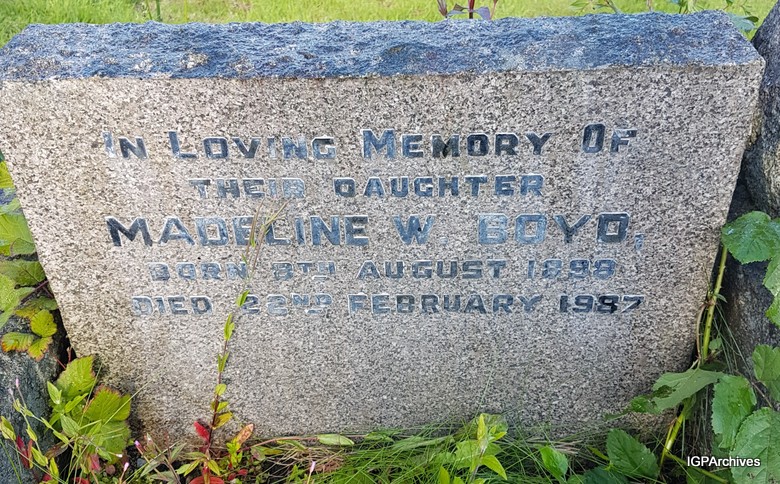 IN LOVING MEMORY OF
THEIR DAUGHTER
MADELINE W BOYD,
BORN 8TH AUGUST 1898
DIED 22ND FEBRUARY 1987
IGPArchives